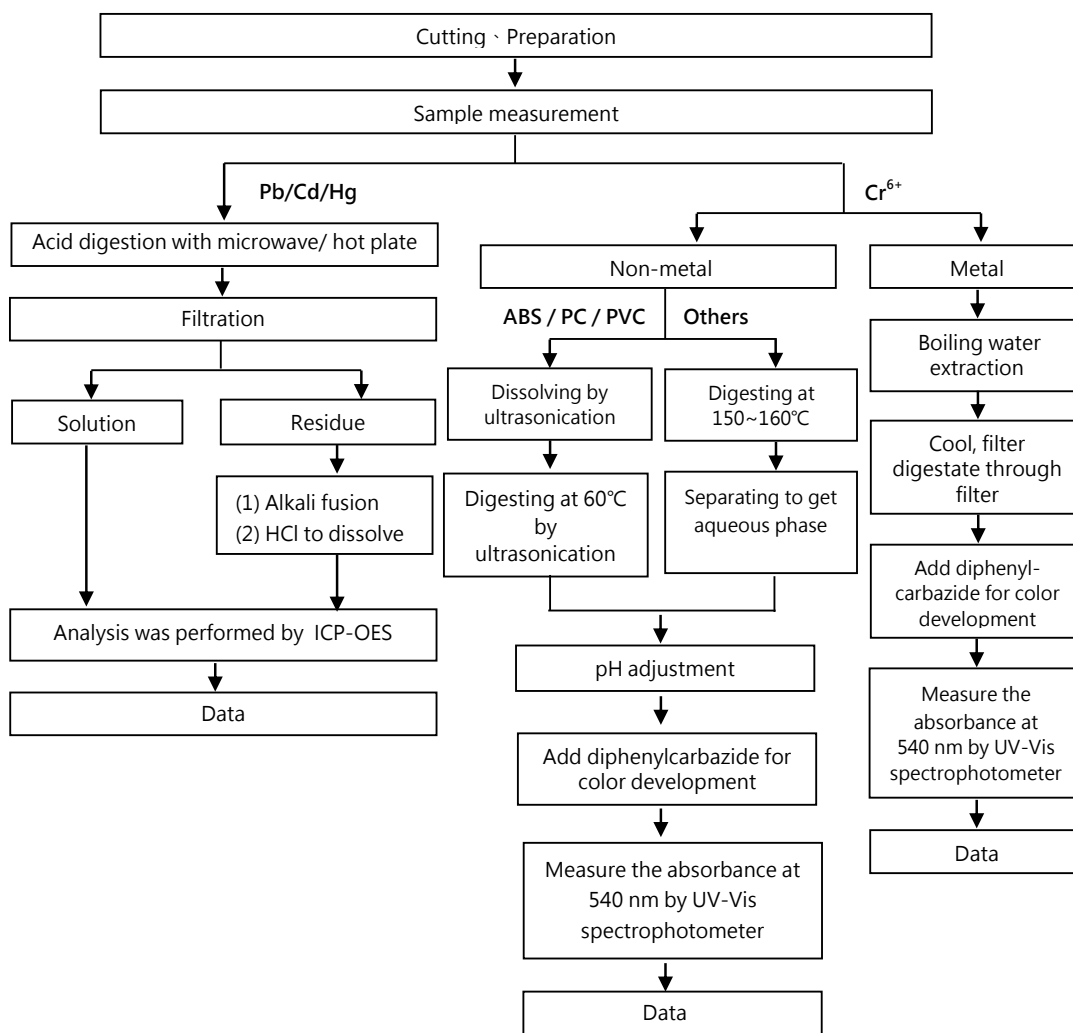 Cutting、Preparation
Sample measurement
Pb/Cd/Hg
Cr6+
Acid digestion with microwave/ hot plate
Filtration
Solution
Residue
(1) Alkali fusion
(2) HCl to dissolve
Analysis was performed by ICP-OES
Data
Non-metal
ABS / PC / PVC
Others
Dissolving by
ultrasonication
Digesting at 60℃
by
ultrasonication
Digesting at
150~160℃
Separating to get
aqueous phase
pH adjustment
Add diphenylcarbazide for
color development
Measure the absorbance at
540 nm by UV-Vis
spectrophotometer
Data
Metal
Boiling water
extraction
Cool, filter
digestate through
filter
Add diphenyl-
carbazide for color
development
Measure the
absorbance at
540 nm by UV-Vis
spectrophotometer
Data